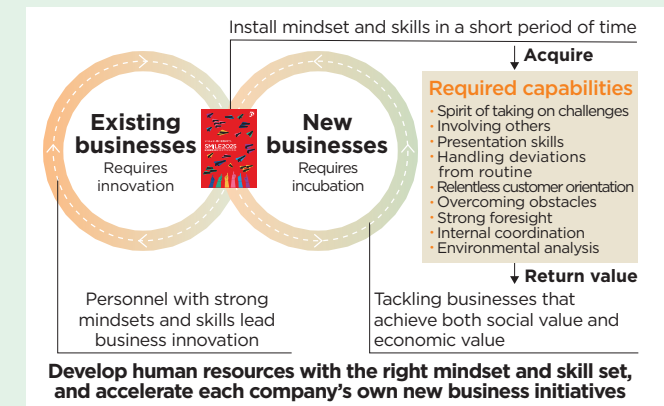 Install mindset and skills in a short period of time
Acquire
Required capabilities
・Spirit of taking on challenges
・Involving others
・Presentation skills
・Handling deviations
from routine
・Relentless customer orientation
・Overcoming obstacles
・Strong foresight
・Internal coordination
・Environmental analysis
Return value
Existing
businesses
Requires
innovation
SMILE2025
New
businesses
Requires
incubation
Personnel with strong
mindsets and skills lead
business innovation
Tackling businesses that
achieve both social value and
economic value
Develop human resources with the right mindset and skill set,
and accelerate each company’s own new business initiatives